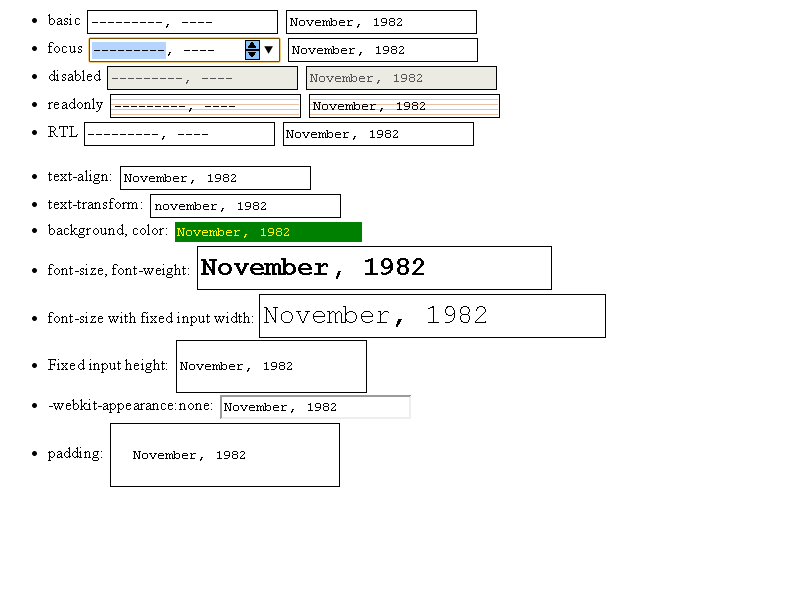 basic ---------, ---- November, 1982
focus ---------, ---- November, 1982
disabled ---------, ---- November, 1982
readonly ---------, ---- November, 1982
RTL ---------, ---- November, 1982
text-align: November, 1982
text-transform: november, 1982
background, color: November, 1982
font-size, font-weight: November, 1982
font-size with fixed input width: November, 1982
Fixed input height: November, 1982
-webkit-appearance:none: November, 1982
padding: November, 1982